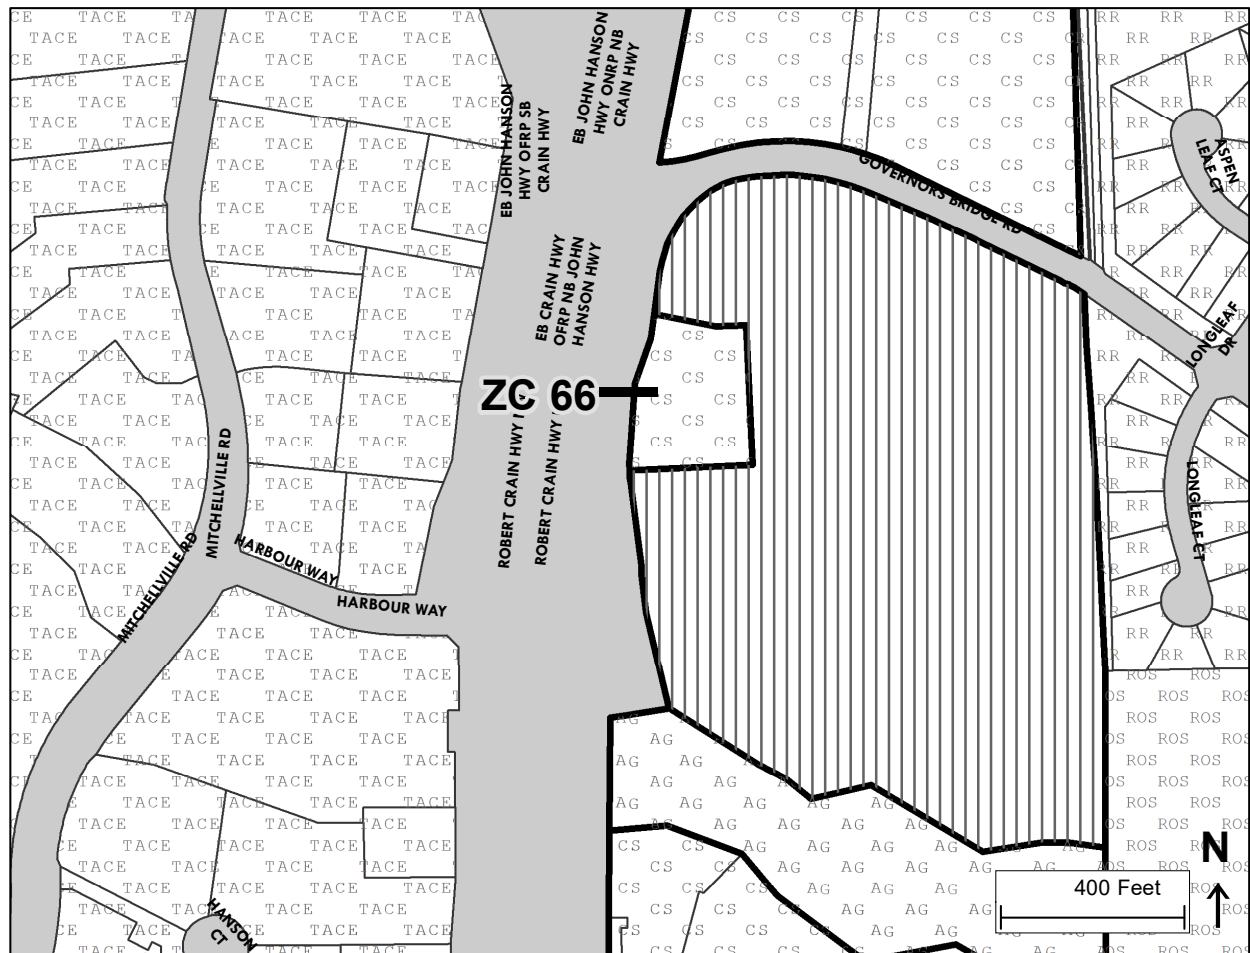 EB JOHN HANSON
HWY ONRP NB
CRAIN HWY
EB JOHN HANSON
HWY OFRP SB
CRAIN HWY
EB CRAIN HWY
OFRP NB JOHN
HANSON HWY
GOVERNORS BRIDGE RD
ASPEN
LEAF CT
LONGLEAF
DR
LONGLEAF CT
ZC 66
ROBERT CRAIN HWY
ROBERT CRAIN HWY
MITCHELLVILLE RD
MITCHELLVILLE RD
HARBOUR WAY
HARBOUR WAY
HANSON
CT
TACE
CS
RR
AG
ROS
N
400 Feet